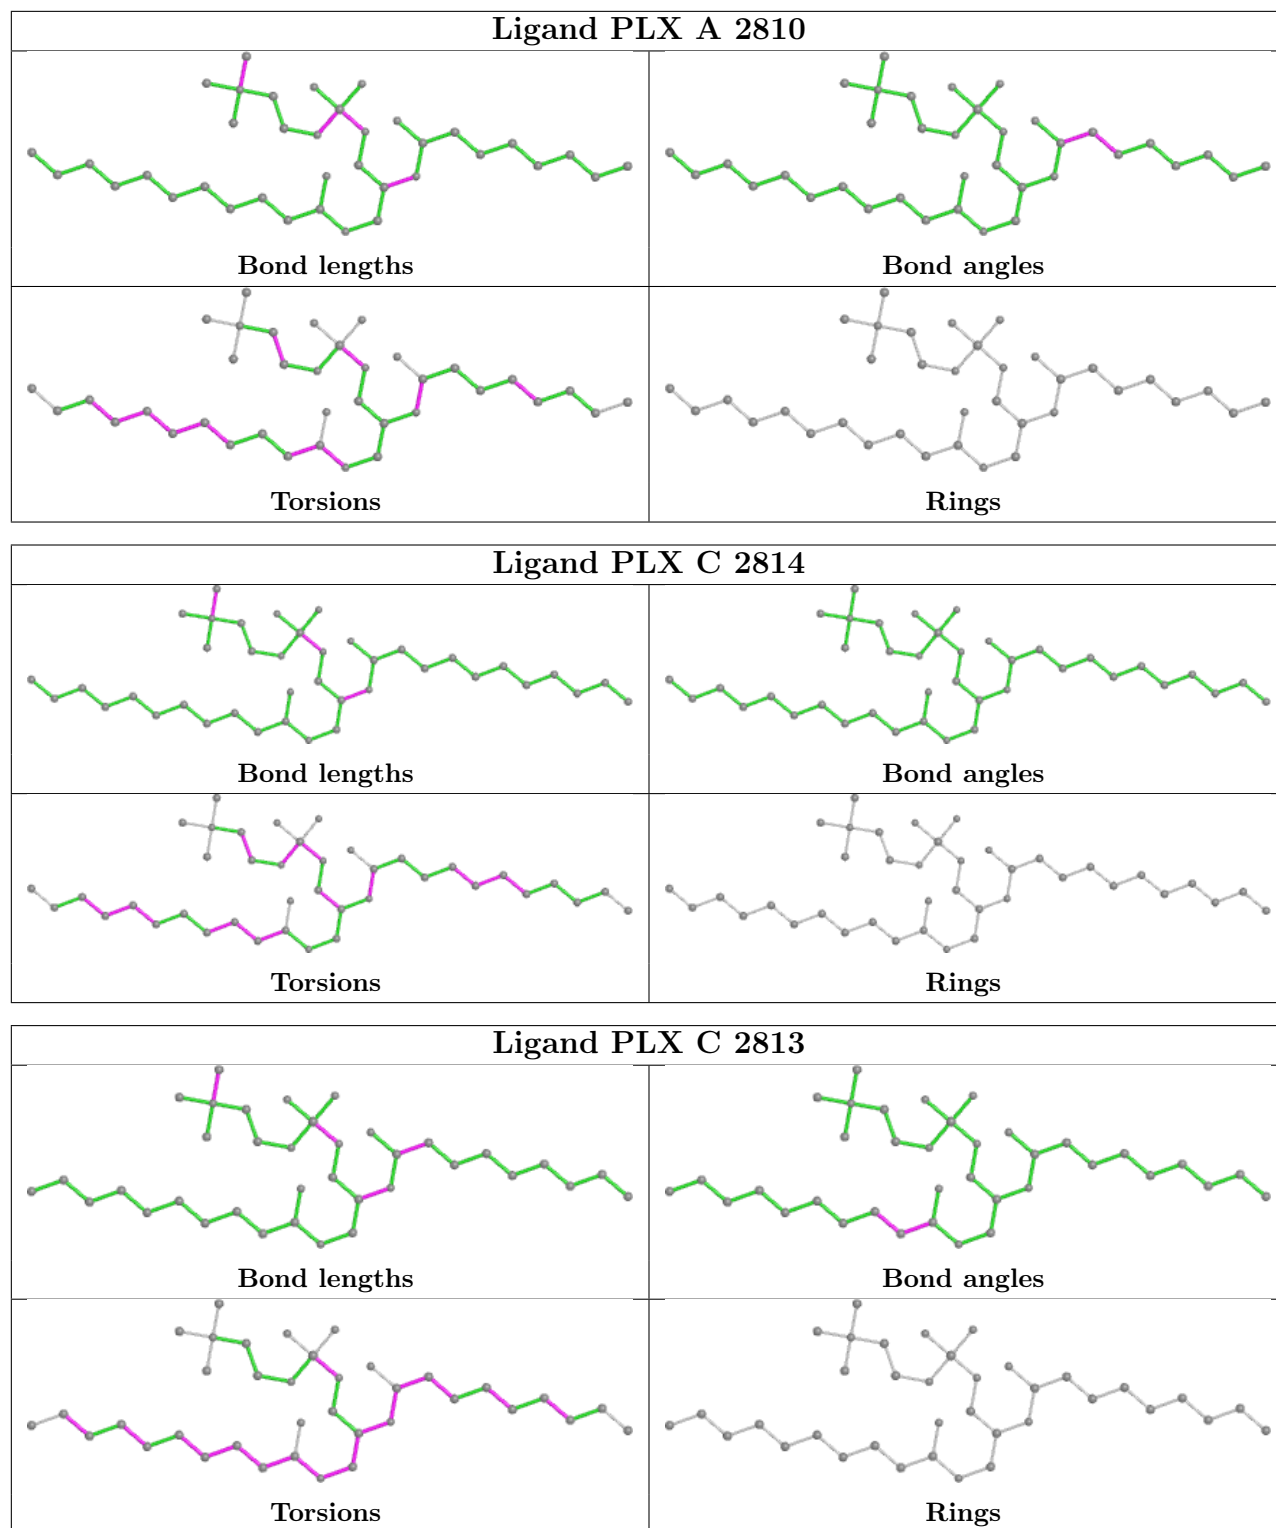 Ligand PLX A 2810
Bond lengths
Bond angles
Torsions
Rings
Ligand PLX C 2814
Bond lengths
Bond angles
Torsions
Rings
Ligand PLX C 2813
Bond lengths
Bond angles
Torsions
Rings